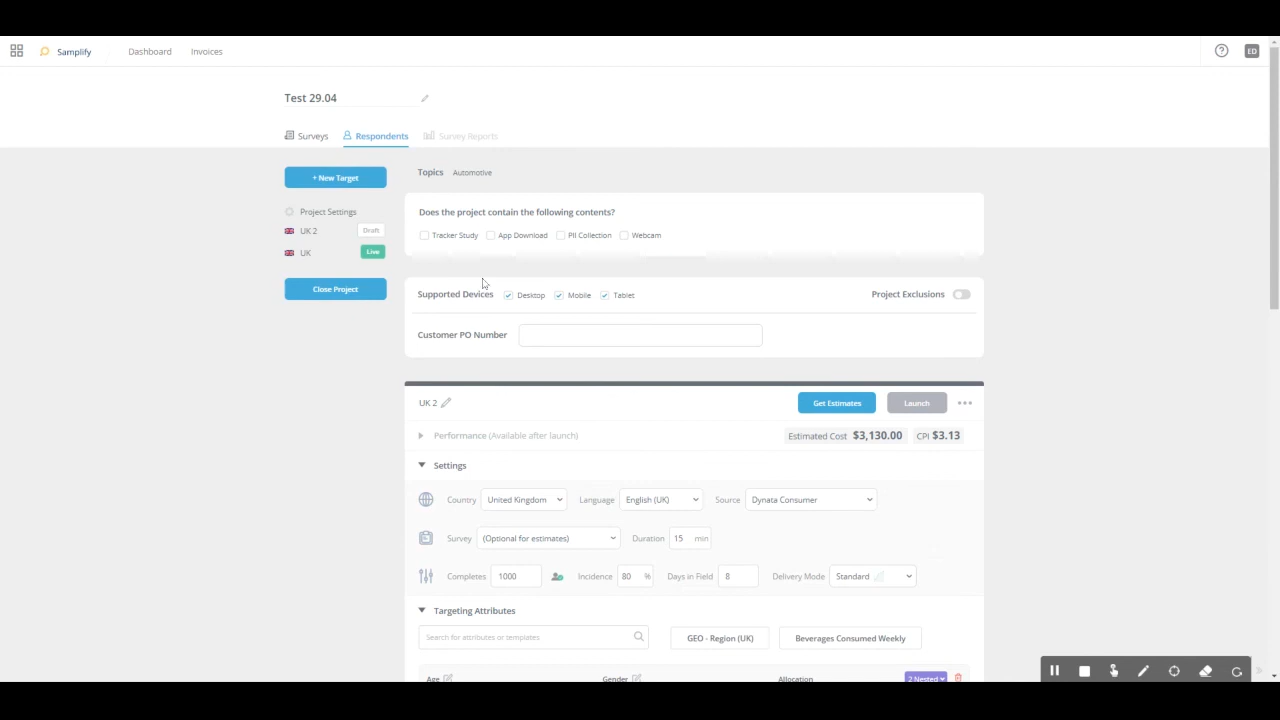 Samplify Dashboard Invoices ED
Test 29.04
Surveys Respondents Survey Reports
+ New Target
Topics Automotive
Does the project contain the following contents?
Project Settings
UK 2 Draft
Tracker Study App Download PII Collection Webcam
UK Live
Close Project
Supported Devices Desktop Mobile Tablet Project Exclusions
Customer PO Number
UK 2 Get Estimates Launch
Performance (Available after launch) Estimated Cost $3,130.00 CPI $3.13
Settings
Country United Kingdom Language English (UK) Source Dynata Consumer
Survey (Optional for estimates) Duration 15 min
Completes 1000 Incidence 80 % Days in Field 8 Delivery Mode Standard
Targeting Attributes
Search for attributes or templates GEO - Region (UK) Beverages Consumed Weekly
Age Gender Allocation 2 Nested